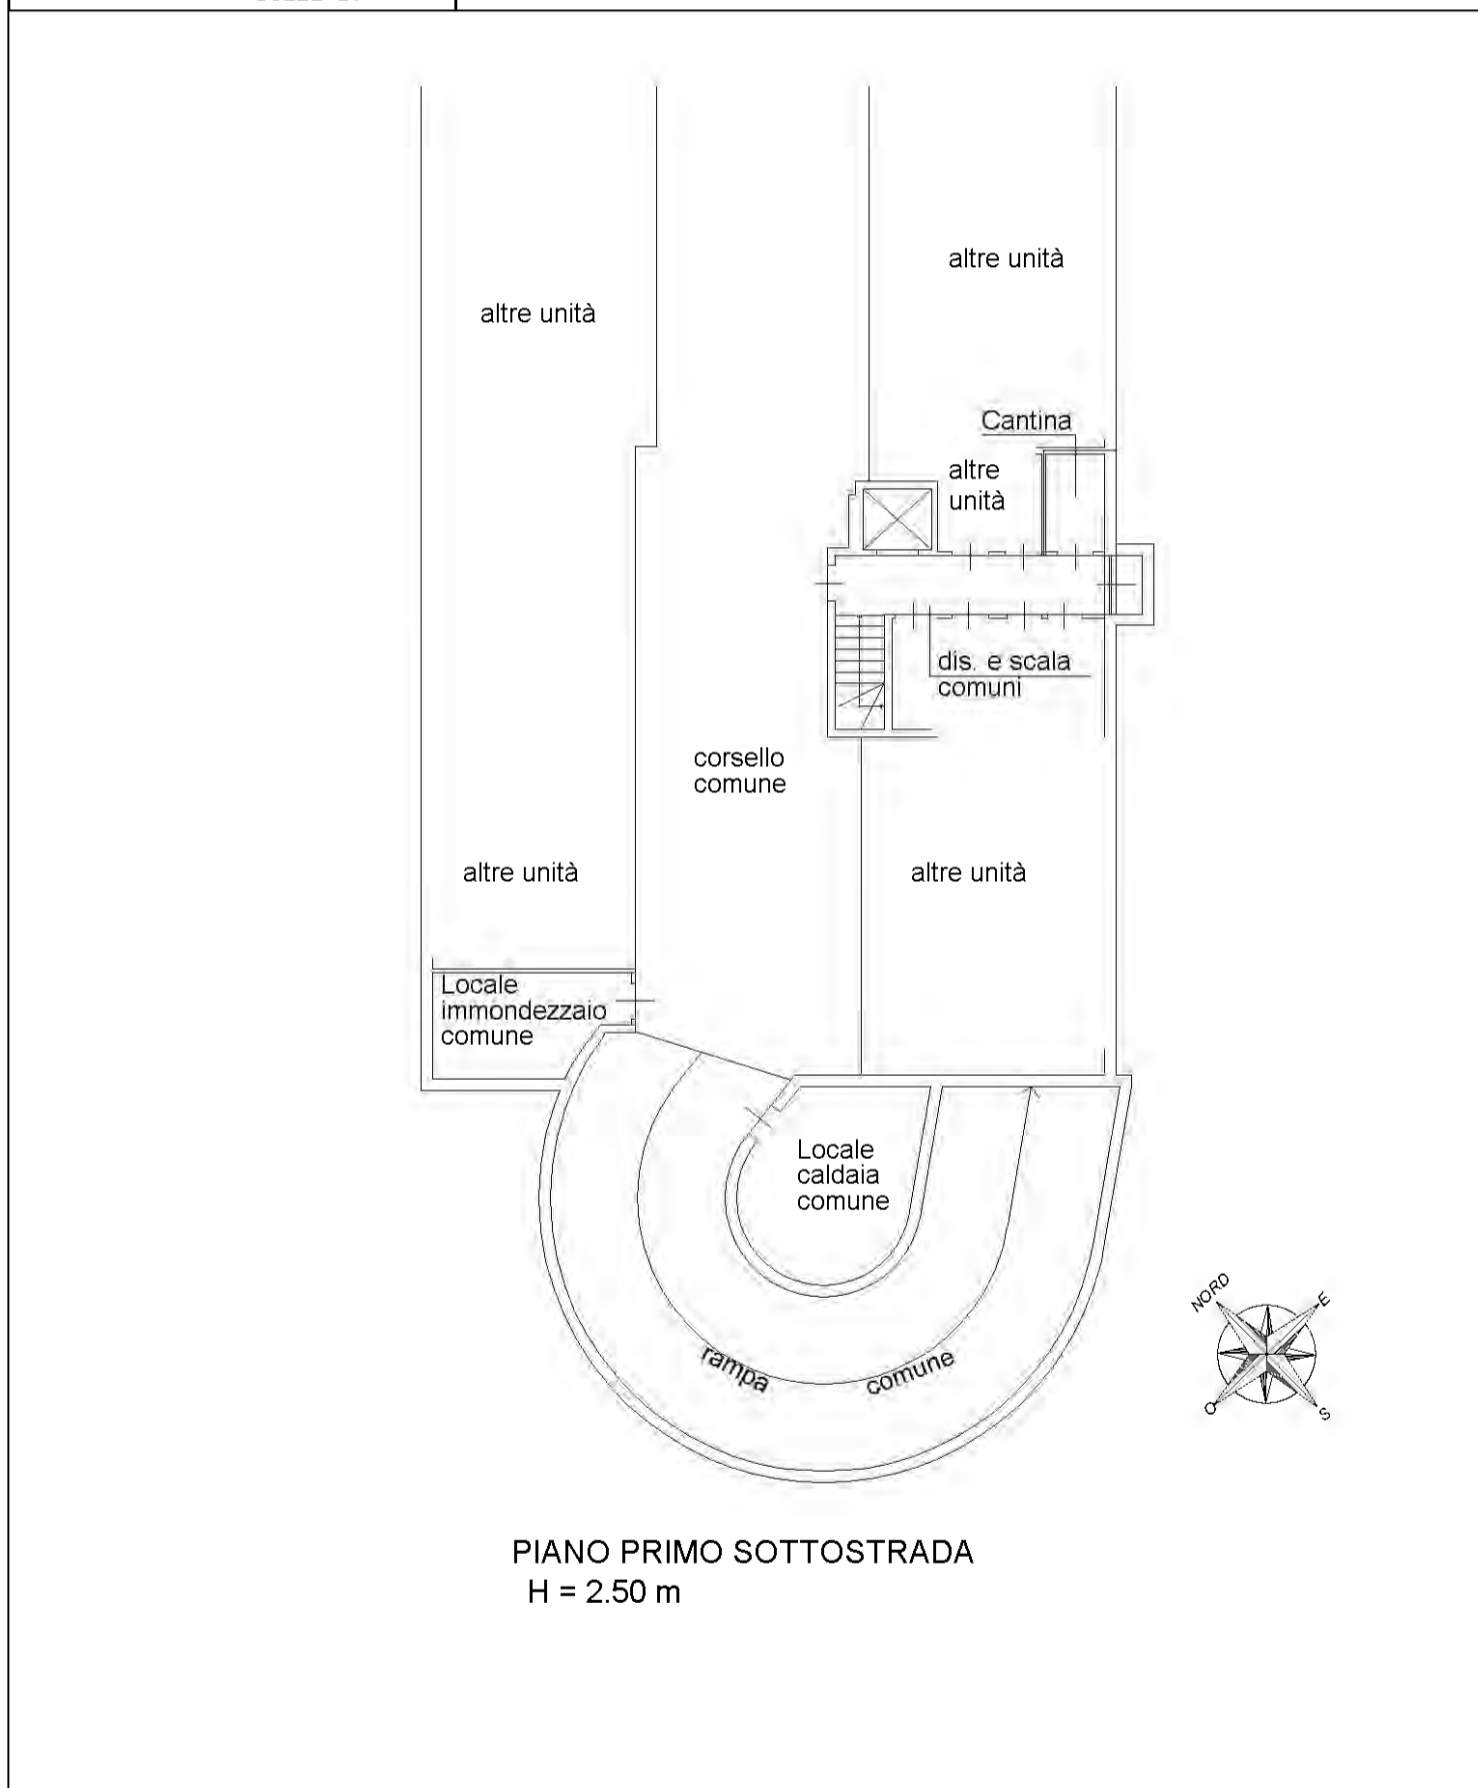 altre unità
altre unità
Cantina
altre
unità
dis. e scala
comuni
corsello
comune
altre unità
altre unità
Locale
immondezzaio
comune
Locale
caldaia
comune
rampa comune
NORD
E
O
S
PIANO PRIMO SOTTOSTRADA
H = 2.50 m